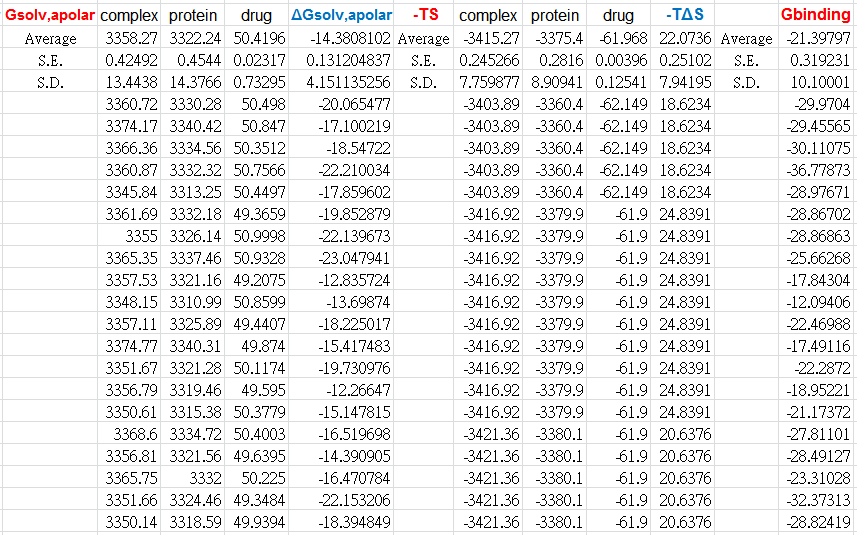 Gsolv,apolar complex protein drug ΔGsolv,apolar -TS complex protein drug -TΔS Gbinding
Average 3358.27 3322.24 50.4196 -14.3808102 Average -3415.27 -3375.4 -61.968 22.0736 Average -21.39797
S.E. 0.42492 0.4544 0.02317 0.131204837 S.E. 0.245266 0.2816 0.00396 0.25102 S.E. 0.319231
S.D. 13.4438 14.3766 0.73295 4.151135256 S.D. 7.759877 8.90941 0.12541 7.94195 S.D. 10.10001
3360.72 3330.28 50.498 -20.065477 -3403.89 -3360.4 -62.149 18.6234 -29.9704
3374.17 3340.42 50.847 -17.100219 -3403.89 -3360.4 -62.149 18.6234 -29.45565
3366.36 3334.56 50.3512 -18.54722 -3403.89 -3360.4 -62.149 18.6234 -30.11075
3360.87 3332.32 50.7566 -22.210034 -3403.89 -3360.4 -62.149 18.6234 -36.77873
3345.84 3313.25 50.4497 -17.859602 -3403.89 -3360.4 -62.149 18.6234 -28.97671
3361.69 3332.18 49.3659 -19.852879 -3416.92 -3379.9 -61.9 24.8391 -28.86702
3355 3326.14 50.9998 -22.139673 -3416.92 -3379.9 -61.9 24.8391 -28.86863
3365.35 3337.46 50.9328 -23.047941 -3416.92 -3379.9 -61.9 24.8391 -25.66268
3357.53 3321.16 49.2075 -12.835724 -3416.92 -3379.9 -61.9 24.8391 -17.84304
3348.15 3310.99 50.8599 -13.69874 -3416.92 -3379.9 -61.9 24.8391 -12.09406
3357.11 3325.89 49.4407 -18.225017 -3416.92 -3379.9 -61.9 24.8391 -22.46988
3374.77 3340.31 49.874 -15.417483 -3416.92 -3379.9 -61.9 24.8391 -17.49116
3351.67 3321.28 50.1174 -19.730976 -3416.92 -3379.9 -61.9 24.8391 -22.2872
3356.79 3319.46 49.595 -12.26647 -3416.92 -3379.9 -61.9 24.8391 -18.95221
3350.61 3315.38 50.3779 -15.147815 -3416.92 -3379.9 -61.9 24.8391 -21.17372
3368.6 3334.72 50.4003 -16.519698 -3421.36 -3380.1 -61.9 20.6376 -27.81101
3356.81 3321.56 49.6395 -14.390905 -3421.36 -3380.1 -61.9 20.6376 -28.49127
3365.75 3332 50.225 -16.470784 -3421.36 -3380.1 -61.9 20.6376 -23.31028
3351.66 3324.46 49.3484 -22.153206 -3421.36 -3380.1 -61.9 20.6376 -32.37313
3350.14 3318.59 49.9394 -18.394849 -3421.36 -3380.1 -61.9 20.6376 -28.82419